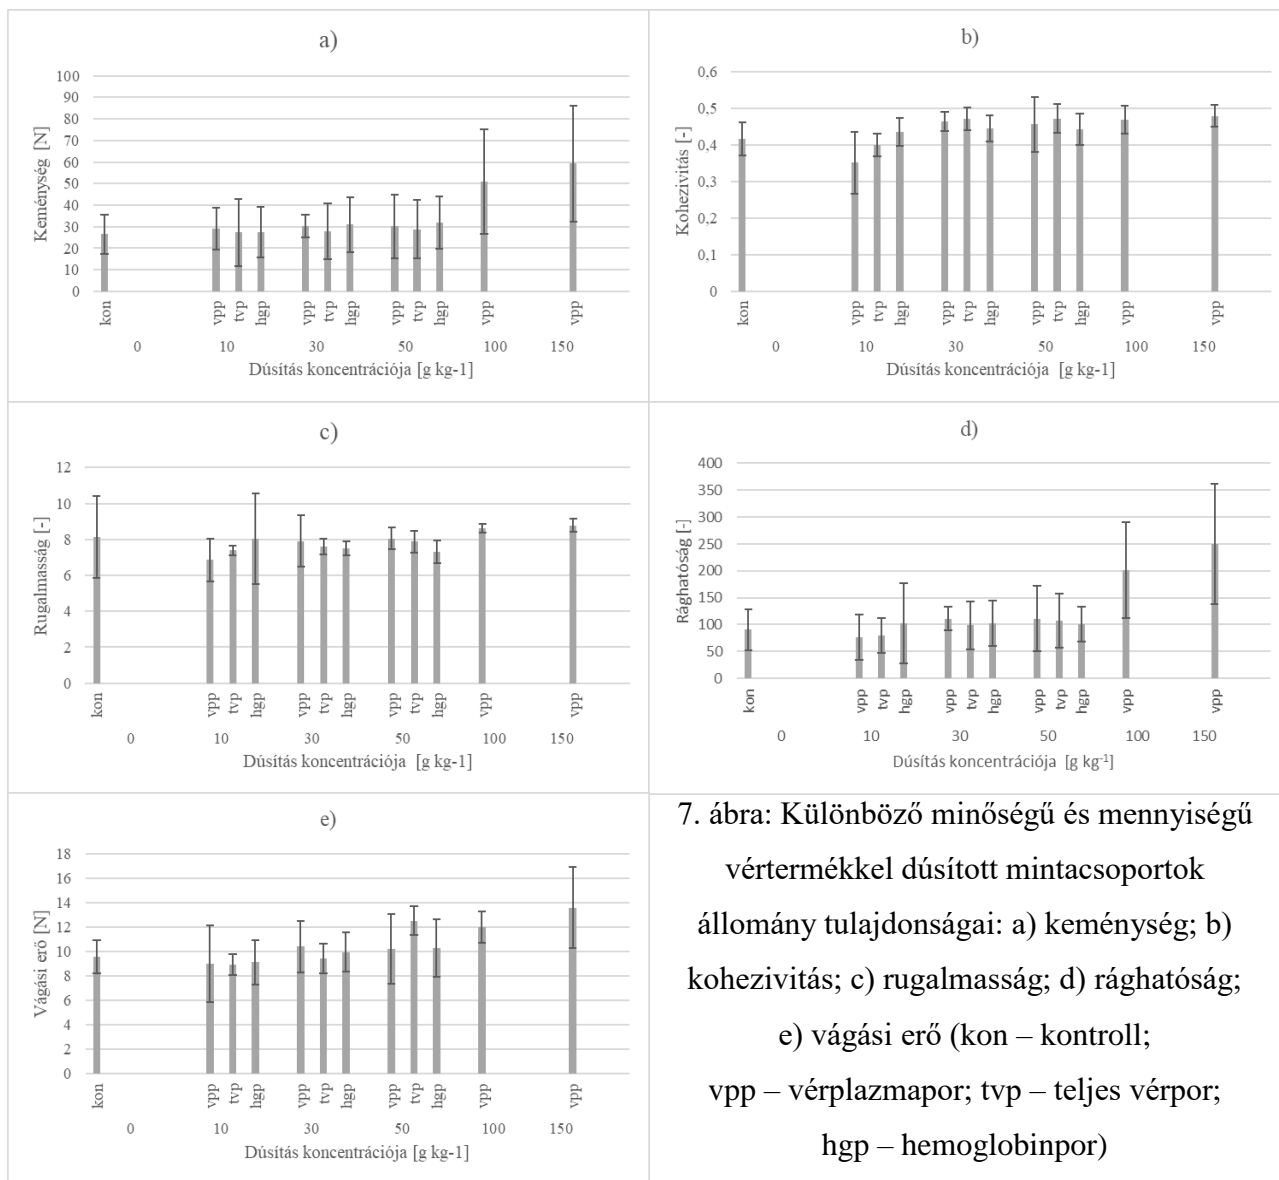 a)
Keménység [N]
100
90
80
70
60
50
40
30
20
10
0
kon vpp tvp hgp vpp tvp hgp vpp tvp hgp vpp vpp
0 10 30 50 100 150
Dúsítás koncentrációja [g kg-1]
b)
Kohezivitás [-]
0,6
0,5
0,4
0,3
0,2
0,1
0
kon vpp tvp hgp vpp tvp hgp vpp tvp hgp vpp vpp
0 10 30 50 100 150
Dúsítás koncentrációja [g kg-1]
c)
Rugalmasság [-]
12
10
8
6
4
2
0
kon vpp tvp hgp vpp tvp hgp vpp tvp hgp vpp vpp
0 10 30 50 100 150
Dúsítás koncentrációja [g kg-1]
d)
Rághatóság [-]
400
350
300
250
200
150
100
50
0
kon vpp tvp hgp vpp tvp hgp vpp tvp hgp vpp vpp
0 10 30 50 100 150
Dúsítás koncentrációja [g kg⁻¹]
e)
Vágási erő [N]
18
16
14
12
10
8
6
4
2
0
kon vpp tvp hgp vpp tvp hgp vpp tvp hgp vpp vpp
0 10 30 50 100 150
Dúsítás koncentrációja [g kg-1]
7. ábra: Különböző minőségű és mennyiségű
vértermékkel dúsított mintacsoportok
állomány tulajdonságai: a) keménység; b)
kohezivitás; c) rugalmasság; d) rághatóság;
e) vágási erő (kon – kontroll;
vpp – vérplazmapor; tvp – teljes vérpor;
hgp – hemoglobinpor)